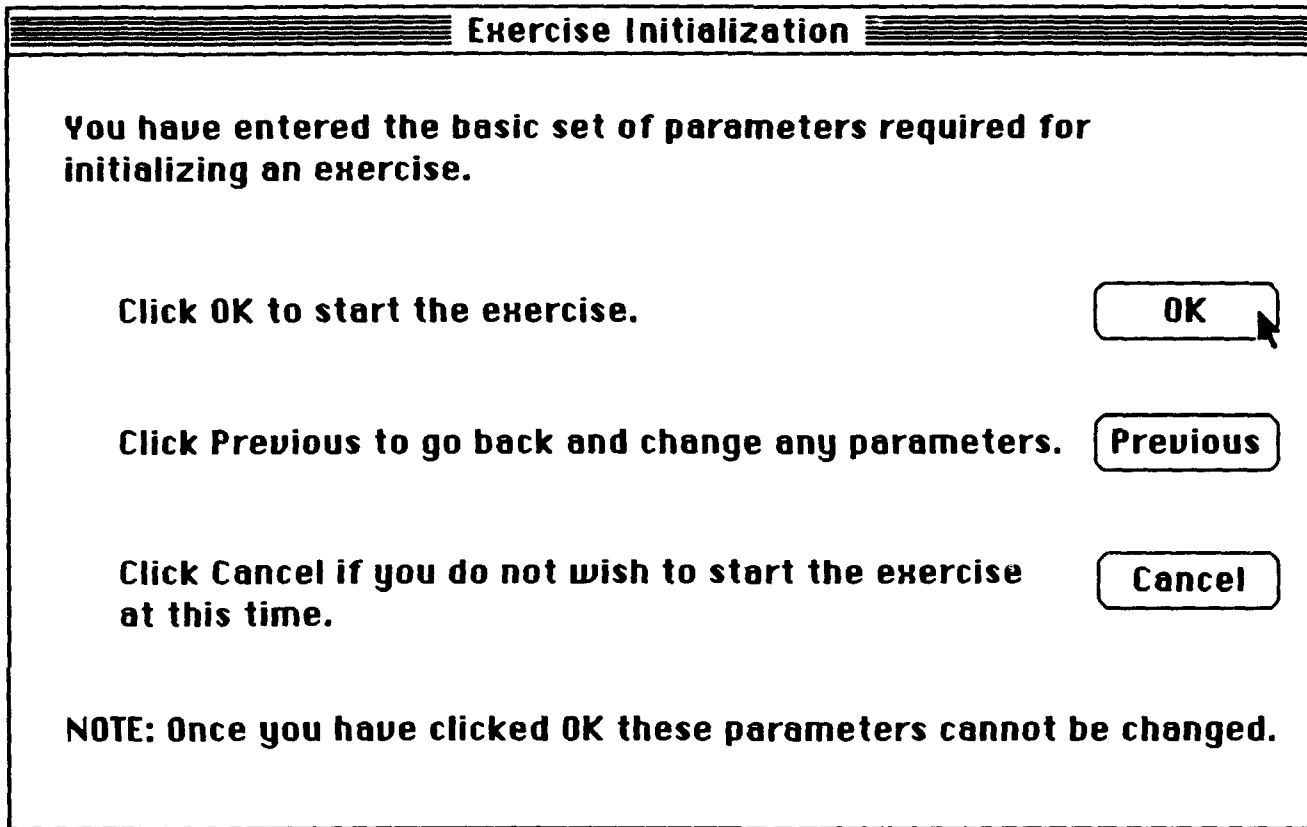 Exercise Initialization
You have entered the basic set of parameters required for
initializing an exercise.
Click OK to start the exercise.
OK
Click Previous to go back and change any parameters.
Previous
Click Cancel if you do not wish to start the exercise
at this time.
Cancel
NOTE: Once you have clicked OK these parameters cannot be changed.